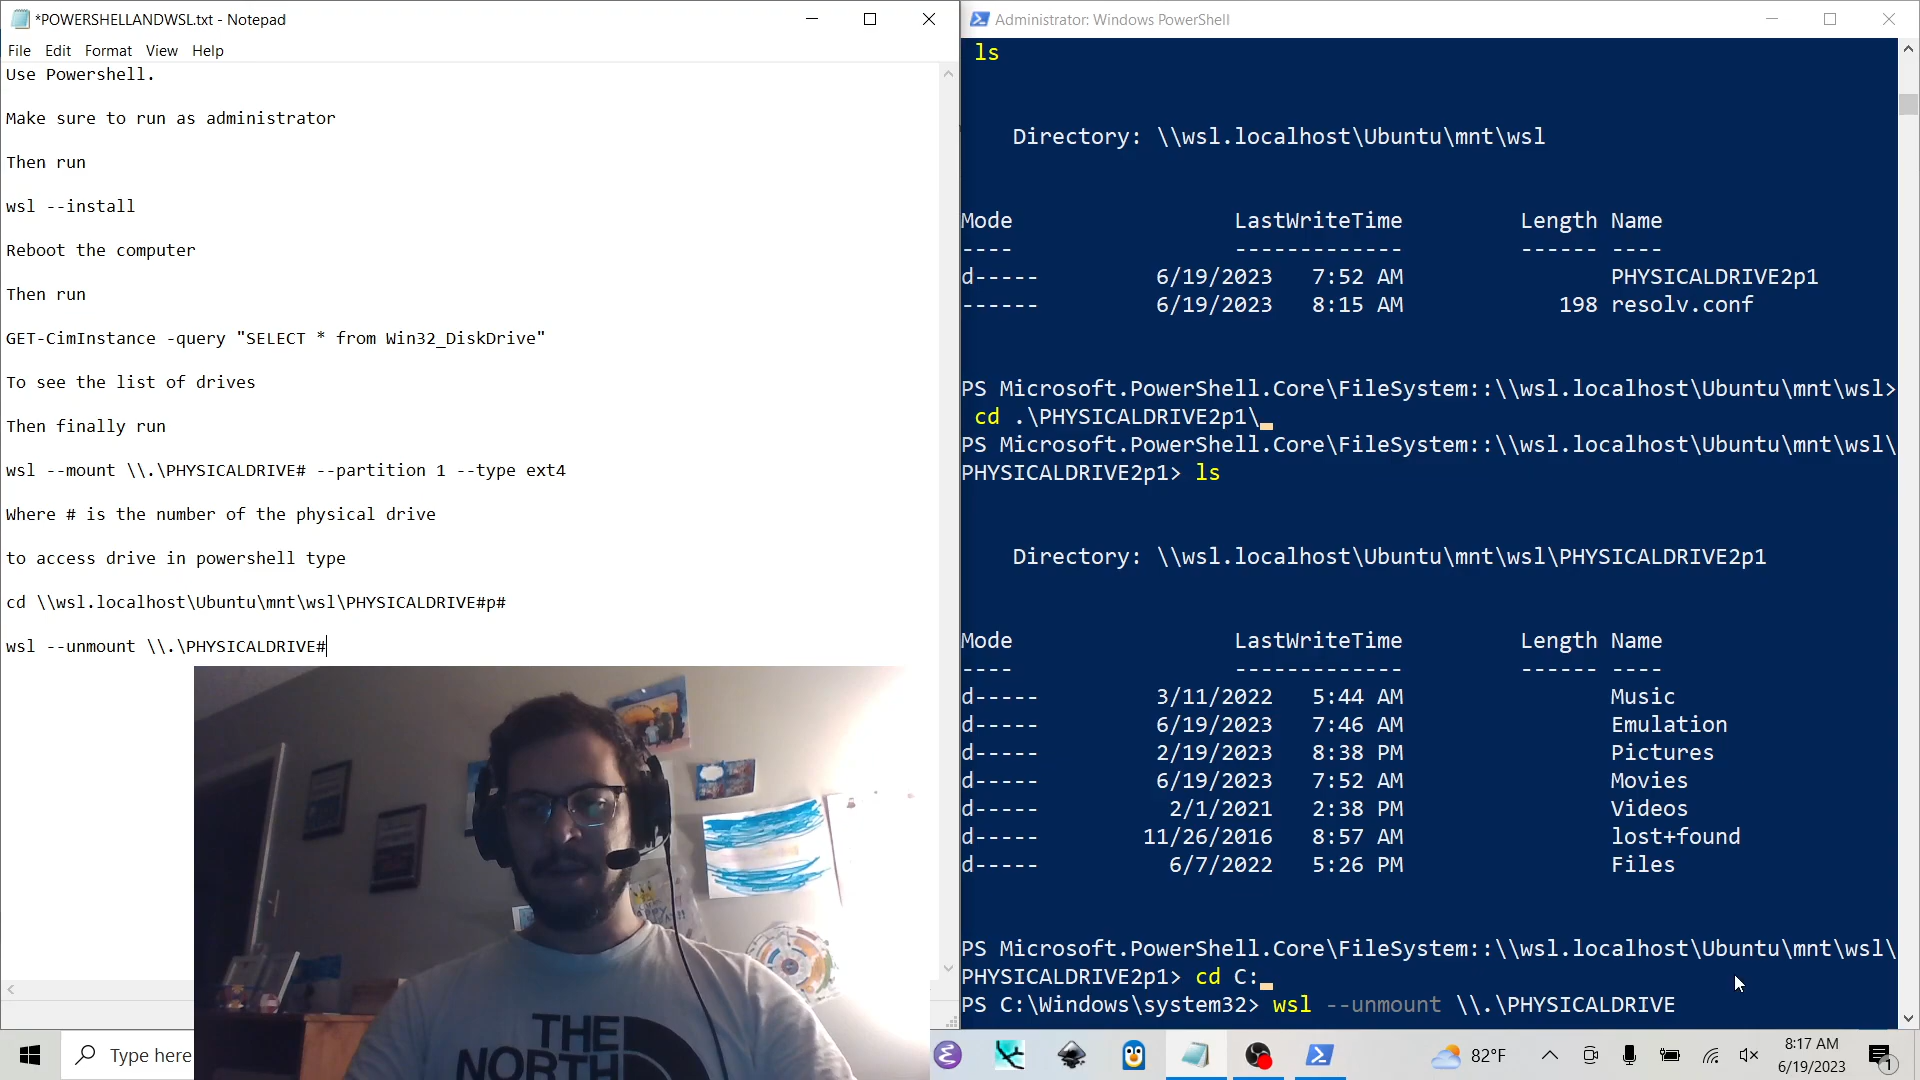 *POWERSHELLANDWSL.txt - Notepad
File Edit Format View Help
Use Powershell.
Make sure to run as administrator
Then run
wsl --install
Reboot the computer
Then run
GET-CimInstance -query "SELECT * from Win32_DiskDrive"
To see the list of drives
Then finally run
wsl --mount \\.\PHYSICALDRIVE# --partition 1 --type ext4
Where # is the number of the physical drive
to access drive in powershell type
cd \\wsl.localhost\Ubuntu\mnt\wsl\PHYSICALDRIVE#p#
wsl --unmount \\.\PHYSICALDRIVE#
THE
NORTH
Administrator: Windows PowerShell
ls
Directory: \\wsl.localhost\Ubuntu\mnt\wsl
Mode LastWriteTime Length Name
---- ------------- ------ ----
d----- 6/19/2023 7:52 AM PHYSICALDRIVE2p1
------ 6/19/2023 8:15 AM 198 resolv.conf
PS Microsoft.PowerShell.Core\FileSystem::\\wsl.localhost\Ubuntu\mnt\wsl>
cd .\PHYSICALDRIVE2p1\
PS Microsoft.PowerShell.Core\FileSystem::\\wsl.localhost\Ubuntu\mnt\wsl\
PHYSICALDRIVE2p1> ls
Directory: \\wsl.localhost\Ubuntu\mnt\wsl\PHYSICALDRIVE2p1
Mode LastWriteTime Length Name
---- ------------- ------ ----
d----- 3/11/2022 5:44 AM Music
d----- 6/19/2023 7:46 AM Emulation
d----- 2/19/2023 8:38 PM Pictures
d----- 6/19/2023 7:52 AM Movies
d----- 2/1/2021 2:38 PM Videos
d----- 11/26/2016 8:57 AM lost+found
d----- 6/7/2022 5:26 PM Files
PS Microsoft.PowerShell.Core\FileSystem::\\wsl.localhost\Ubuntu\mnt\wsl\
PHYSICALDRIVE2p1> cd C:
PS C:\Windows\system32> wsl --unmount \\.\PHYSICALDRIVE
Type here
82°F
8:17 AM
6/19/2023
1